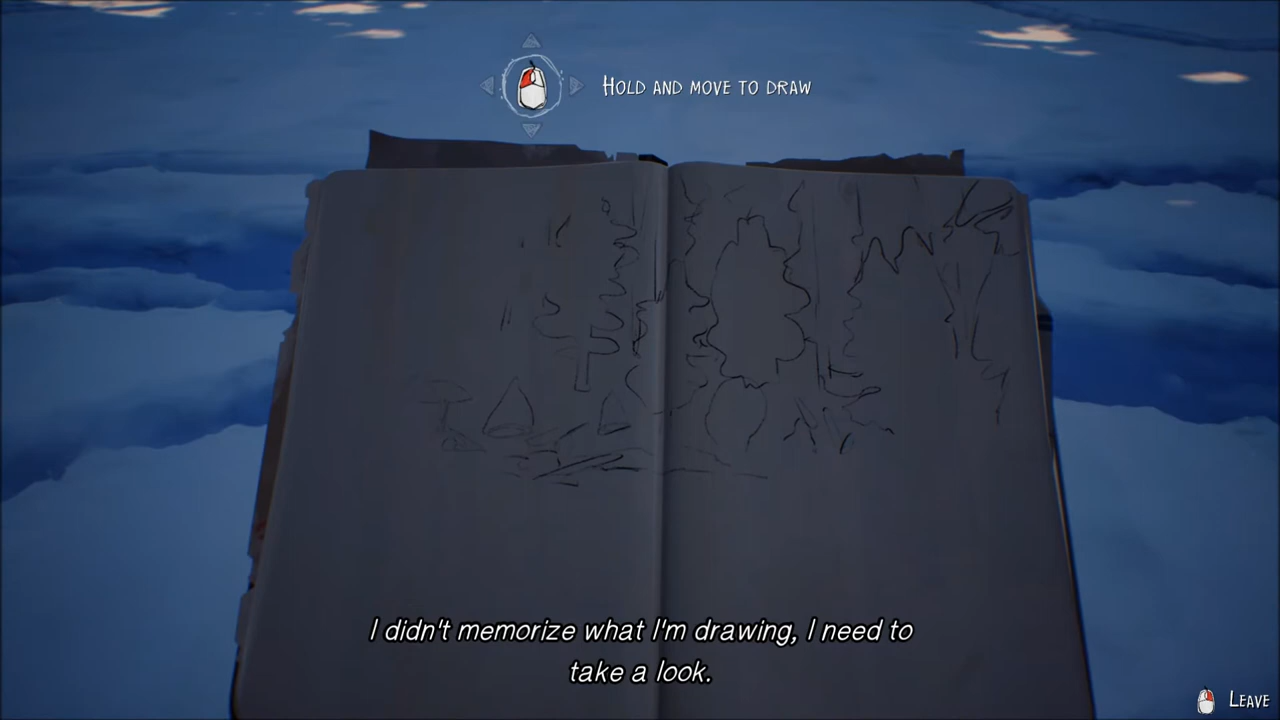 HOLD AND MOVE TO DRAW
I didn't memorize what I'm drawing, I need to
take a look.
LEAVE